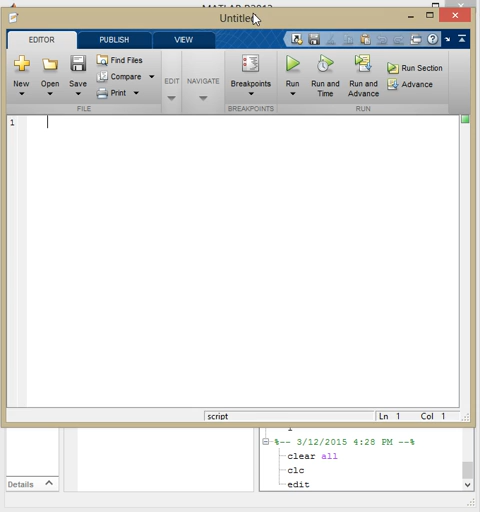 MATLAB R2013
Untitled
EDITOR PUBLISH VIEW
New Open Save
Find Files
Compare
Print
EDIT NAVIGATE
Breakpoints
Run Run and Time Run and Advance
Run Section
Advance
FILE BREAKPOINTS RUN
1
script Ln 1 Col 1
%-- 3/12/2015 4:28 PM --%
clear all
clc
edit
Details